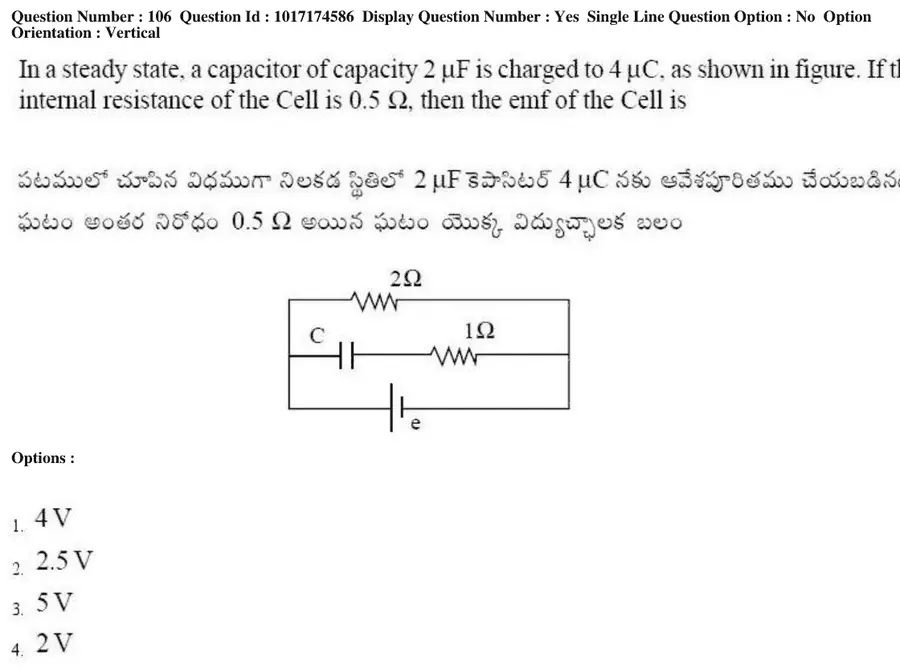 Question Number : 106 Question Id : 1017174586 Display Question Number : Yes Single Line Question Option : No Option
Orientation : Vertical
In a steady state, a capacitor of capacity 2 μF is charged to 4 μC, as shown in figure. If
internal resistance of the Cell is 0.5 Ω, then the emf of the Cell is
పటములో చూపిన విధముగా నిలకడ స్థితిలో 2 μF కెపాసిటర్ 4 μC నకు ఆవేశపూరితము
ఘటం అంతర నిరోధం 0.5 Ω అయిన ఘటం యొక్క విద్యుచ్ఛాలక బలం
2Ω
C
1Ω
e
Options :
1. 4 V
2. 2.5 V
3. 5 V
4. 2 V